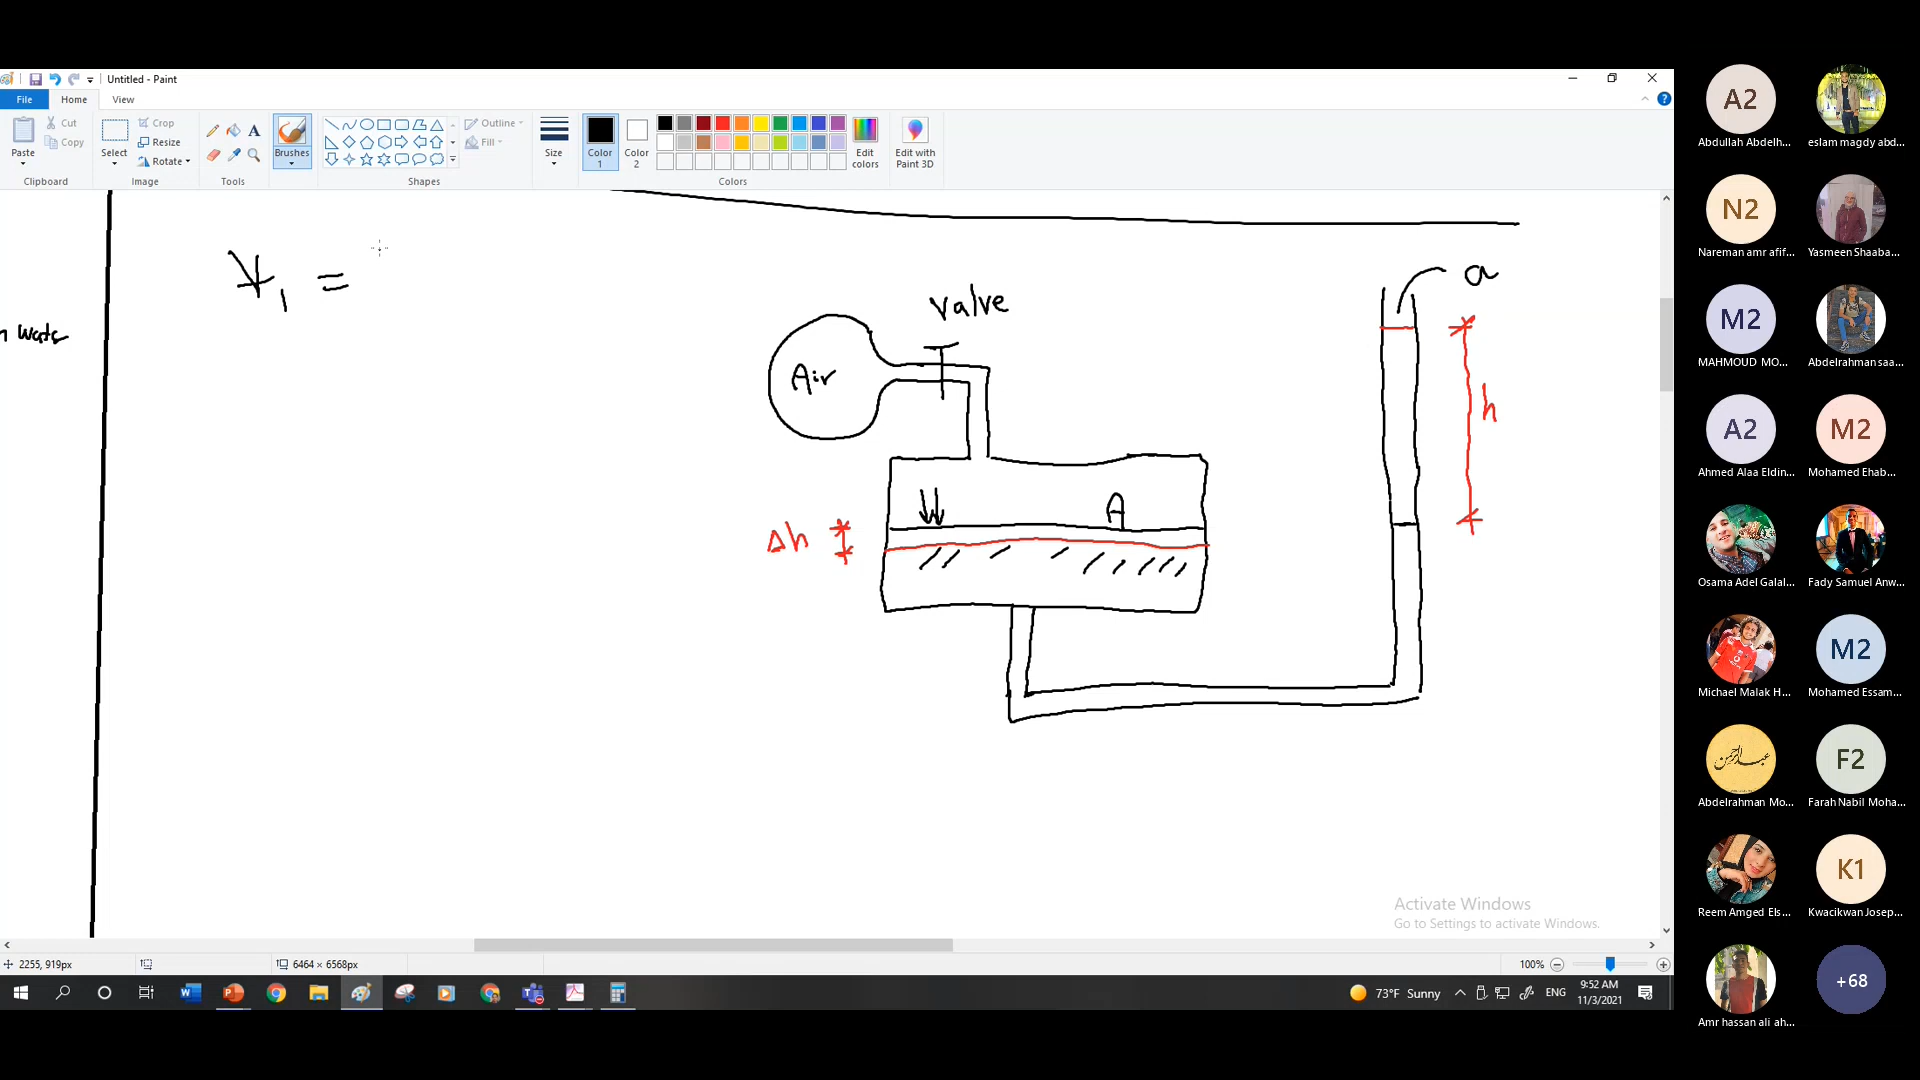 Untitled - Paint
File Home View
Paste
Cut
Copy
Clipboard
Select
Crop
Resize
Rotate
Image
A
Tools
Brushes
Outline
Fill
Shapes
Size
Color 1
Color 2
Colors
Edit colors
Edit with Paint 3D
V₁ =
valve
Air
a
h
A
Δh
Activate Windows
Go to Settings to activate Windows.
2255, 919px
6464 × 6568px
100%
73°F Sunny
ENG
9:52 AM
11/3/2021
A2
Abdullah Abdelh...
eslam magdy abd...
N2
Nareman amr afif...
Yasmeen Shaaba...
M2
MAHMOUD MO...
Abdelrahman saa...
A2
Ahmed Alaa Eldin...
M2
Mohamed Ehab...
Osama Adel Galal...
Fady Samuel Anw...
Michael Malak H...
M2
Mohamed Essam...
عبدالرحمن
Abdelrahman Mo...
F2
Farah Nabil Moha...
Reem Amged Els...
K1
Kwacikwan Josep...
Amr hassan ali ah...
+68